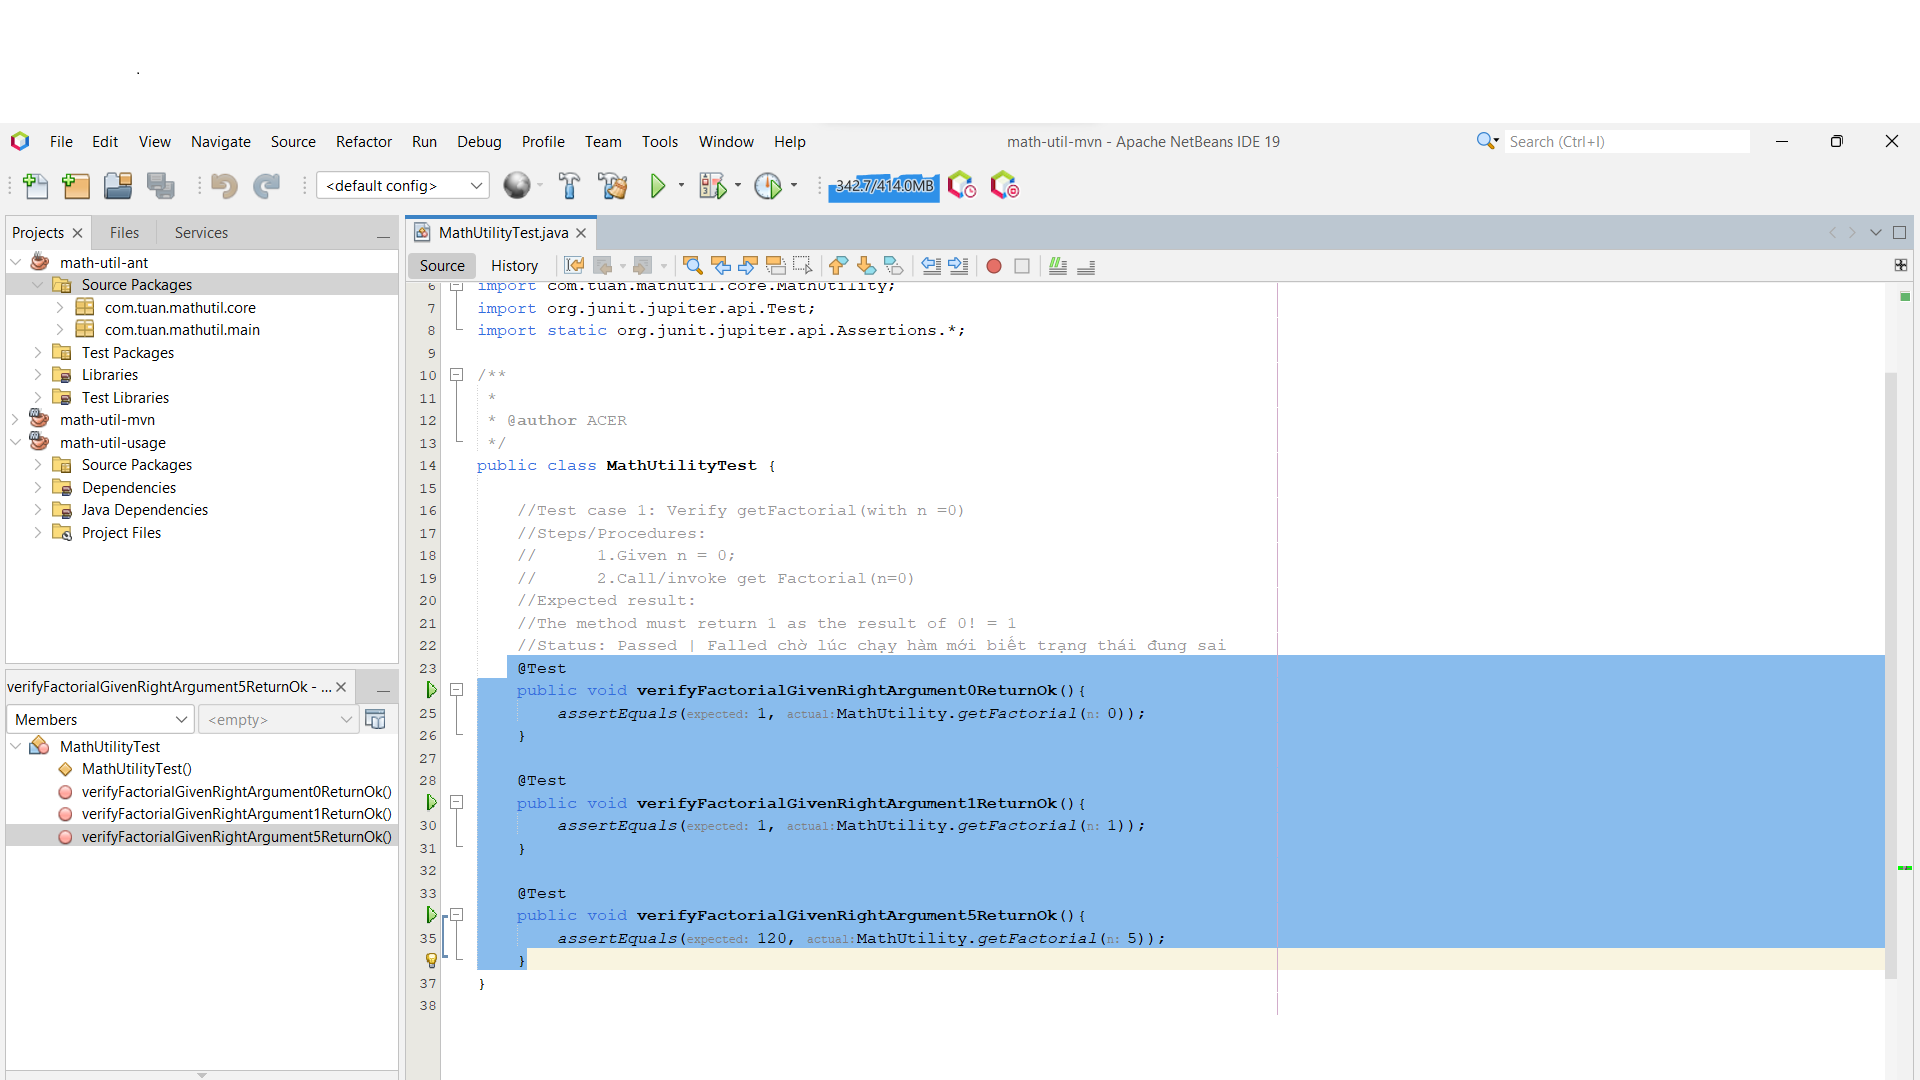 File Edit View Navigate Source Refactor Run Debug Profile Team Tools Window Help
math-util-mvn - Apache NetBeans IDE 19
Search (Ctrl+I)
<default config>
342.7/414.0MB
Projects
Files
Services
math-util-ant
Source Packages
com.tuan.mathutil.core
com.tuan.mathutil.main
Test Packages
Libraries
Test Libraries
math-util-mvn
math-util-usage
Source Packages
Dependencies
Java Dependencies
Project Files
verifyFactorialGivenRightArgument5ReturnOk - ...
Members
<empty>
MathUtilityTest
MathUtilityTest()
verifyFactorialGivenRightArgument0ReturnOk()
verifyFactorialGivenRightArgument1ReturnOk()
verifyFactorialGivenRightArgument5ReturnOk()
MathUtilityTest.java
Source History
6 import com.tuan.mathutil.core.MathUtility;
7 import org.junit.jupiter.api.Test;
8 import static org.junit.jupiter.api.Assertions.*;
9
10 /**
11 *
12 * @author ACER
13 */
14 public class MathUtilityTest {
15
16 //Test case 1: Verify getFactorial(with n =0)
17 //Steps/Procedures:
18 // 1.Given n = 0;
19 // 2.Call/invoke get Factorial(n=0)
20 //Expected result:
21 //The method must return 1 as the result of 0! = 1
22 //Status: Passed | Falled chờ lúc chạy hàm mới biết trạng thái đung sai
23 @Test
public void verifyFactorialGivenRightArgument0ReturnOk(){
25 assertEquals(expected: 1, actual:MathUtility.getFactorial(n: 0));
26 }
27
28 @Test
public void verifyFactorialGivenRightArgument1ReturnOk(){
30 assertEquals(expected: 1, actual:MathUtility.getFactorial(n: 1));
31 }
32
33 @Test
public void verifyFactorialGivenRightArgument5ReturnOk(){
35 assertEquals(expected: 120, actual:MathUtility.getFactorial(n: 5));
}
37 }
38